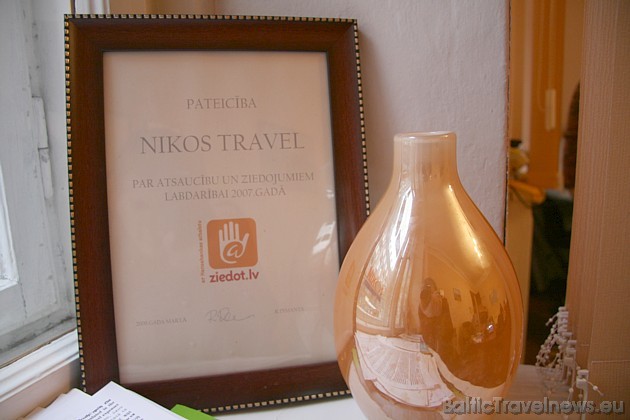 PATEICĪBA
NIKOS TRAVEL
PAR ATSAUCĪBU UN ZIEDOJUMIEM
LABDARĪBAI 2007.GADĀ
ziedot.lv
BalticTravelnews.eu